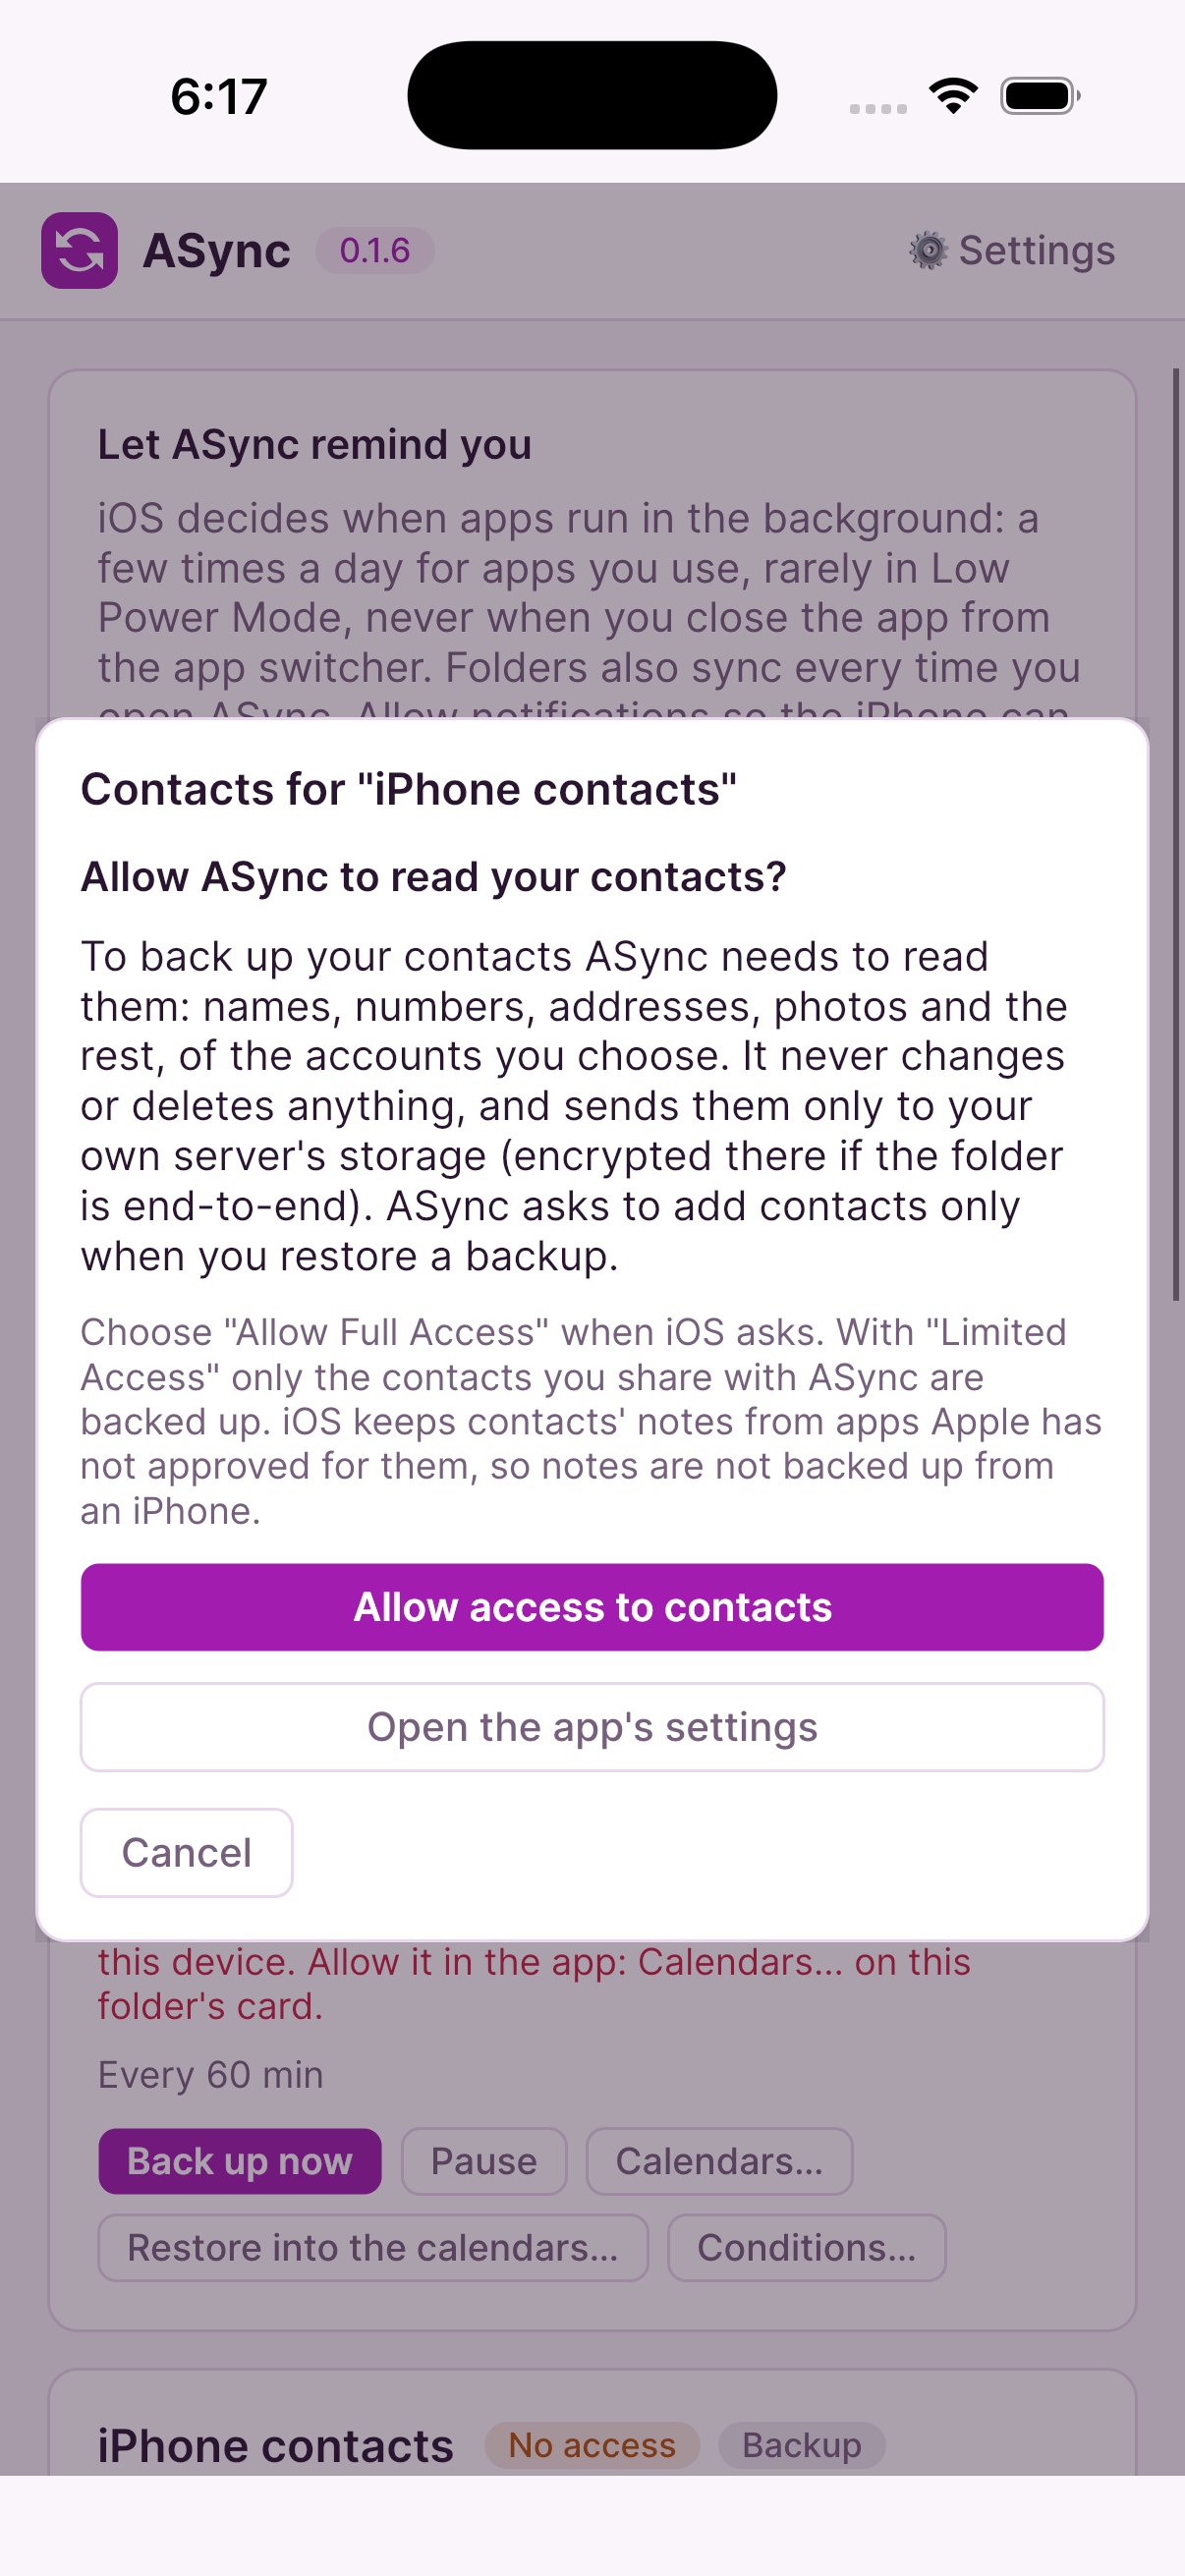 6:17
ASync 0.1.6 Settings
Let ASync remind you
iOS decides when apps run in the background: a
few times a day for apps you use, rarely in Low
Power Mode, never when you close the app from
the app switcher. Folders also sync every time you
open ASync. Allow notifications so the iPhone can
Contacts for "iPhone contacts"
Allow ASync to read your contacts?
To back up your contacts ASync needs to read
them: names, numbers, addresses, photos and the
rest, of the accounts you choose. It never changes
or deletes anything, and sends them only to your
own server's storage (encrypted there if the folder
is end-to-end). ASync asks to add contacts only
when you restore a backup.
Choose "Allow Full Access" when iOS asks. With "Limited
Access" only the contacts you share with ASync are
backed up. iOS keeps contacts' notes from apps Apple has
not approved for them, so notes are not backed up from
an iPhone.
Allow access to contacts
Open the app's settings
Cancel
this device. Allow it in the app: Calendars... on this
folder's card.
Every 60 min
Back up now Pause Calendars...
Restore into the calendars... Conditions...
iPhone contacts No access Backup